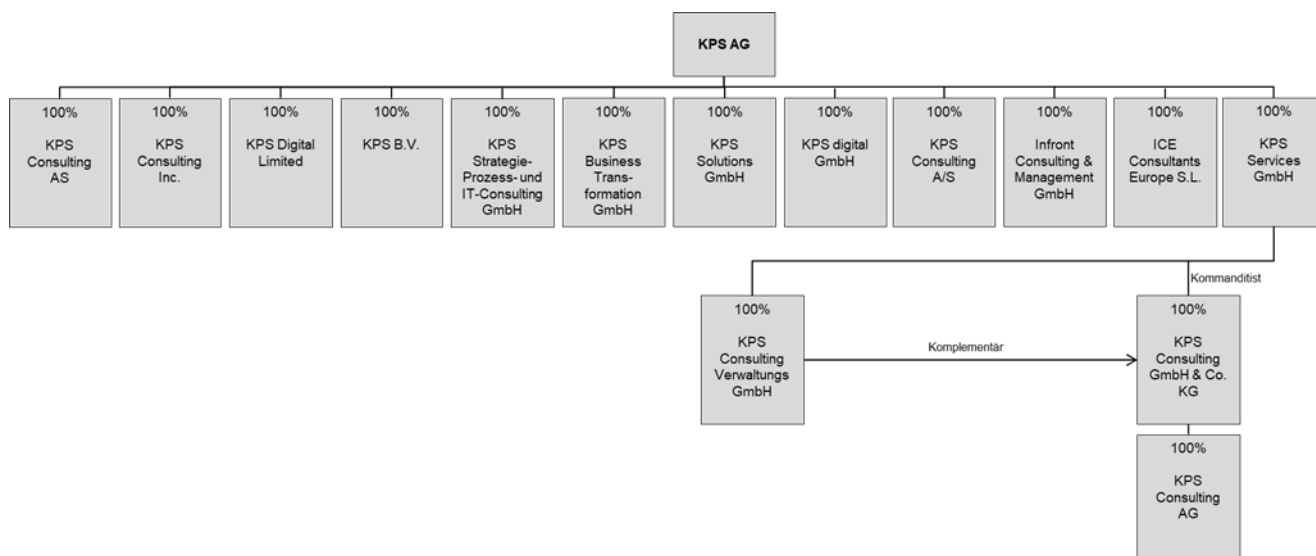 KPS AG
100%
KPS
Consulting
AS
100%
KPS
Consulting
Inc.
100%
KPS Digital
Limited
100%
KPS B.V.
100%
KPS
Strategie-
Prozess- und
IT-Consulting
GmbH
100%
KPS
Business
Trans-
formation
GmbH
100%
KPS
Solutions
GmbH
100%
KPS digital
GmbH
100%
KPS
Consulting
A/S
100%
Infront
Consulting &
Management
GmbH
100%
ICE
Consultants
Europe S.L.
100%
KPS
Services
GmbH
Kommanditist
100%
KPS
Consulting
Verwaltungs
GmbH
Komplementär
100%
KPS
Consulting
GmbH & Co.
KG
100%
KPS
Consulting
AG